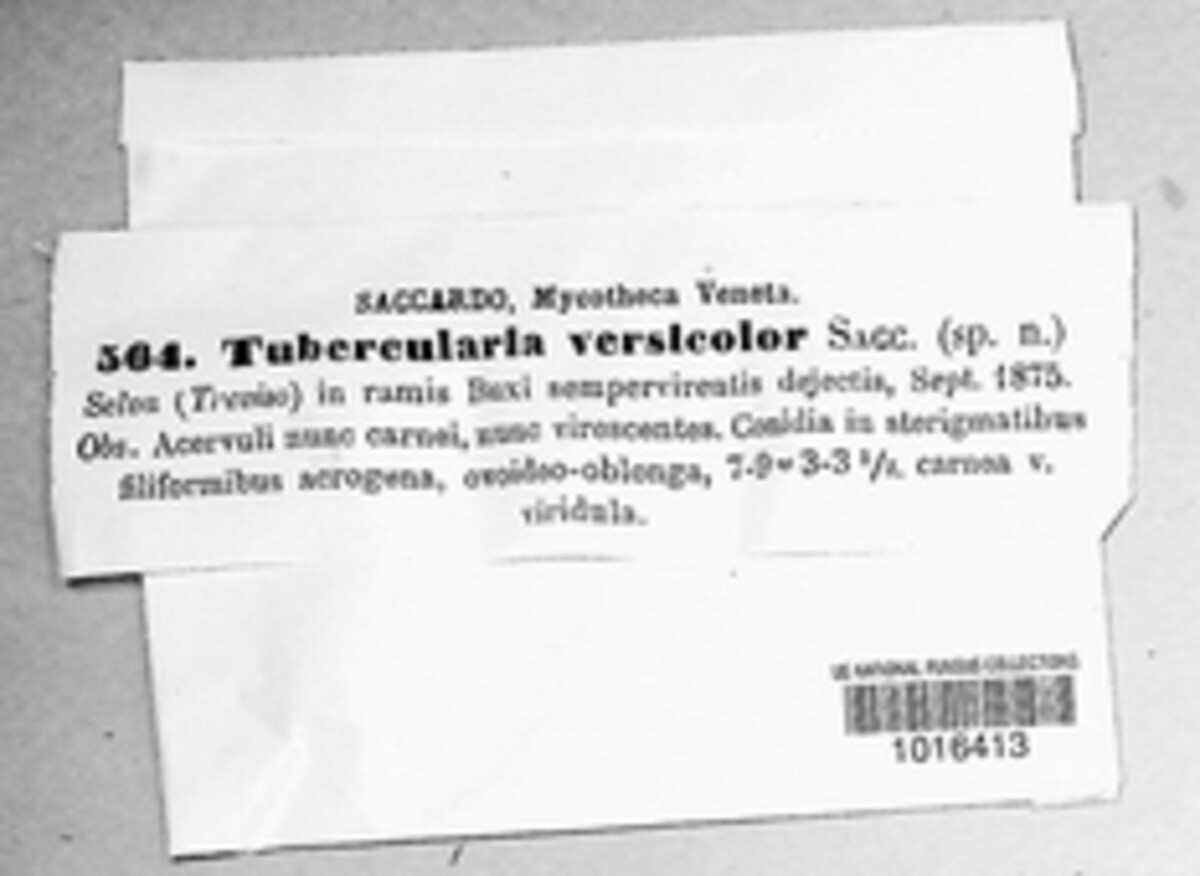 SACCARDO, Mycotheca Veneta.
564. Tubercularia versicolor SACC. (sp. n.)
Selva (Treviso) in ramis Buxi sempervirentis dejectis, Sept. 1875.
Obs. Acervuli nunc carnei, nunc virescentes. Conidia in sterigmatibus
filiformibus acrogena, ovoideo-oblonga, 7-9=3-3 1/2. carnea v.
viridula.
US NATIONAL FUNGUS COLLECTIONS
1016413